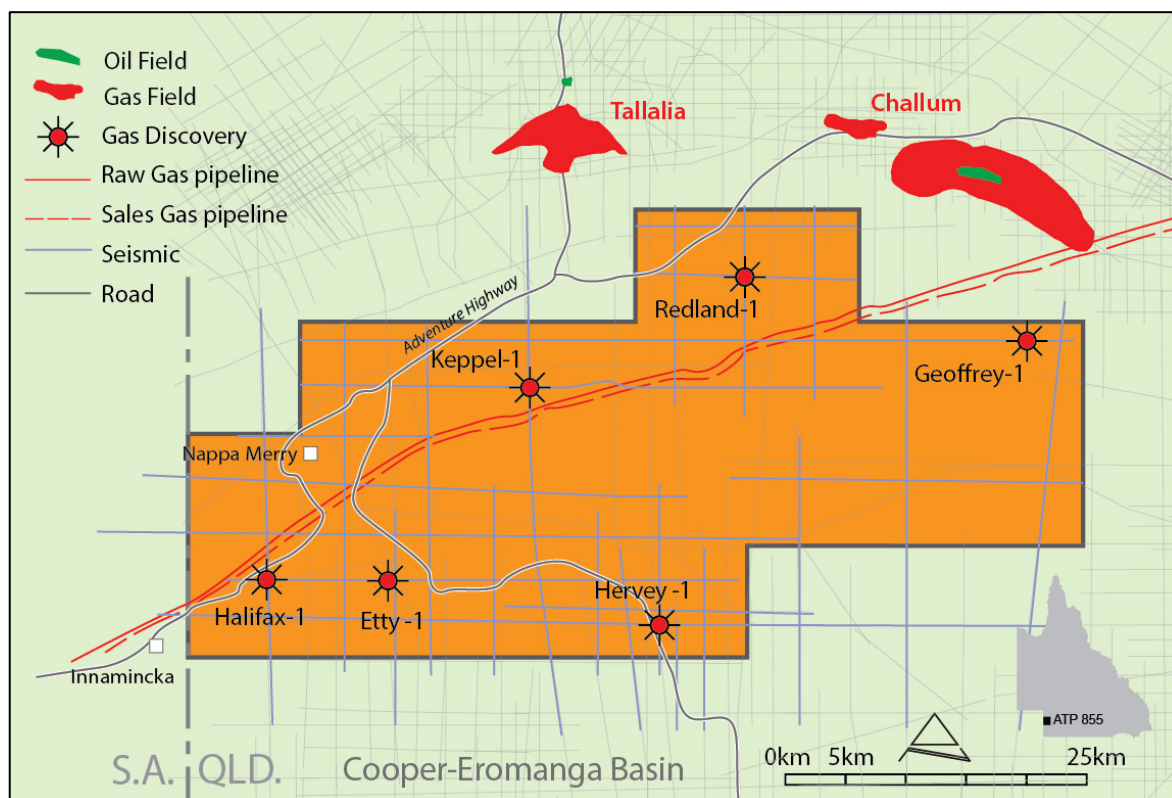 Oil Field
Gas Field
Gas Discovery
Raw Gas pipeline
Sales Gas pipeline
Seismic
Road
Tallalia
Challum
Adventure Highway
Redland-1
Keppel-1
Geoffrey-1
Nappa Merry
Halifax-1
Etty -1
Hervey -1
Innamincka
ATP 855
S.A. QLD.
Cooper-Eromanga Basin
0km 5km 25km